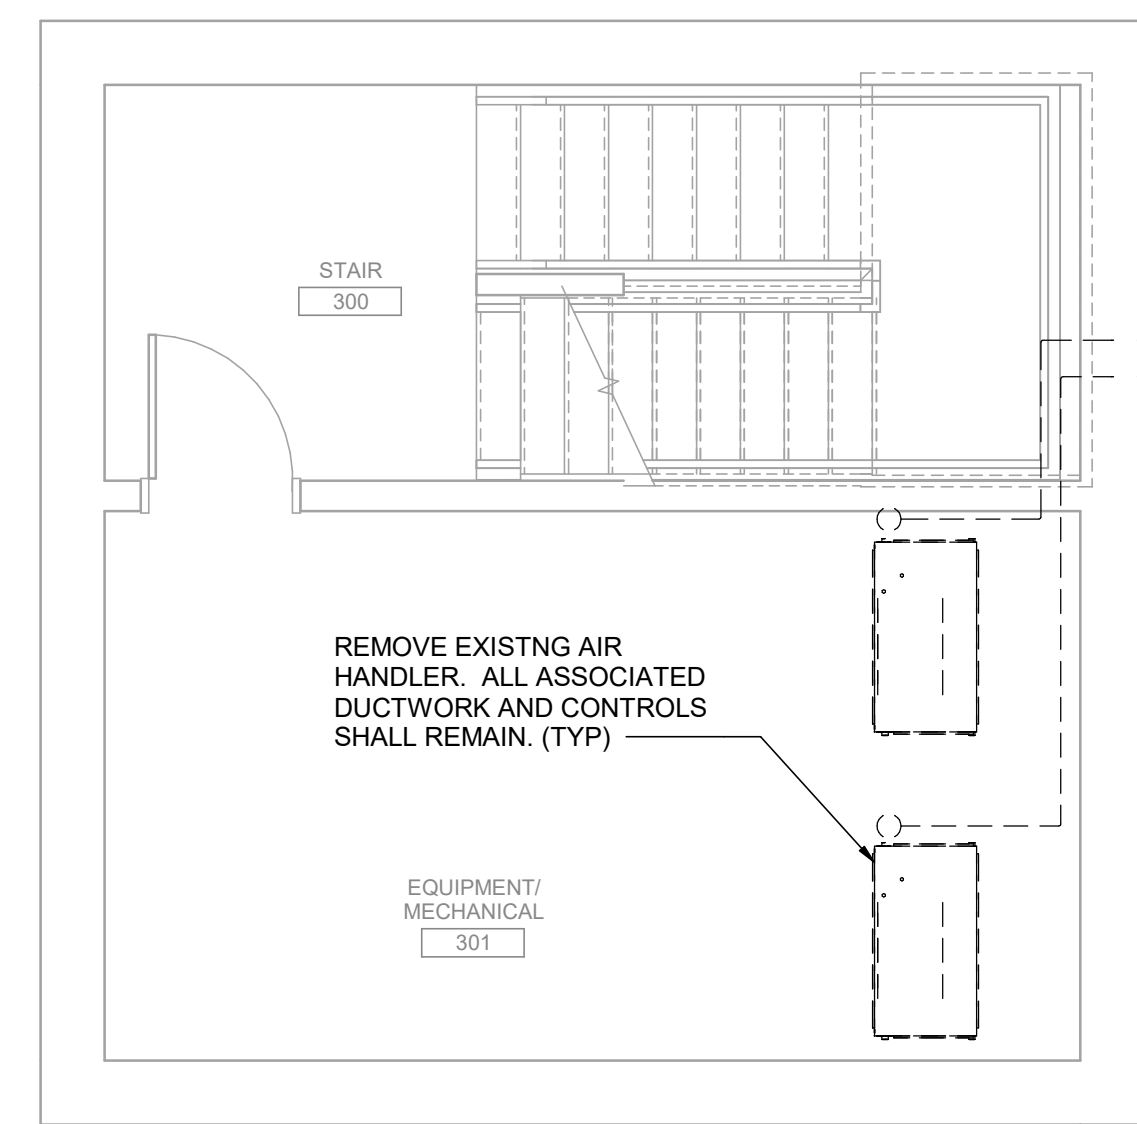 STAIR
300
REMOVE EXISTNG AIR
HANDLER. ALL ASSOCIATED
DUCTWORK AND CONTROLS
SHALL REMAIN. (TYP)
EQUIPMENT/
MECHANICAL
301